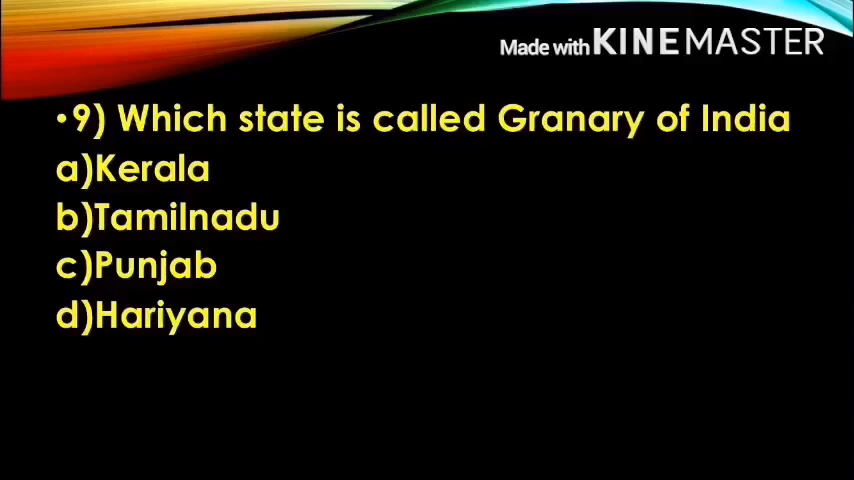 Made with KINEMASTER
•9) Which state is called Granary of India
a)Kerala
b)Tamilnadu
c)Punjab
d)Hariyana